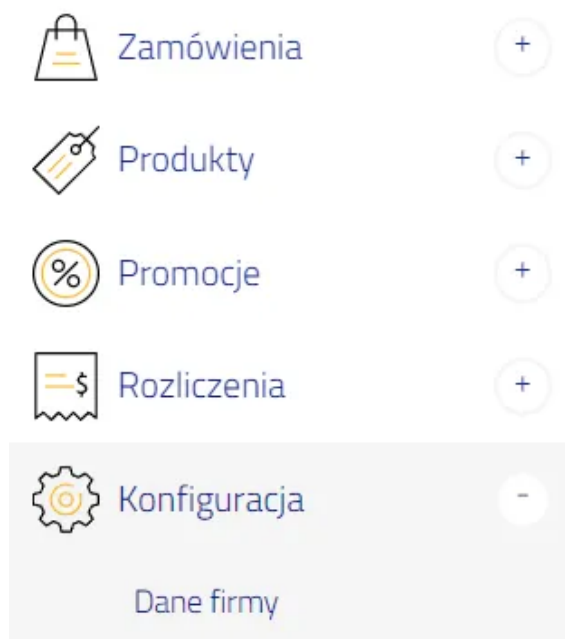 Zamówienia +
Produkty +
% Promocje +
$ Rozliczenia +
Konfiguracja -
Dane firmy